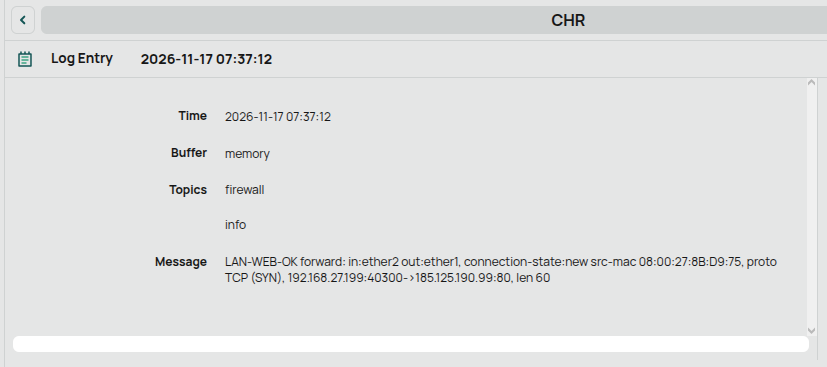 CHR
Log Entry 2026-11-17 07:37:12
Time 2026-11-17 07:37:12
Buffer memory
Topics firewall
info
Message LAN-WEB-OK forward: in:ether2 out:ether1, connection-state:new src-mac 08:00:27:8B:D9:75, proto
TCP (SYN), 192.168.27.199:40300->185.125.190.99:80, len 60